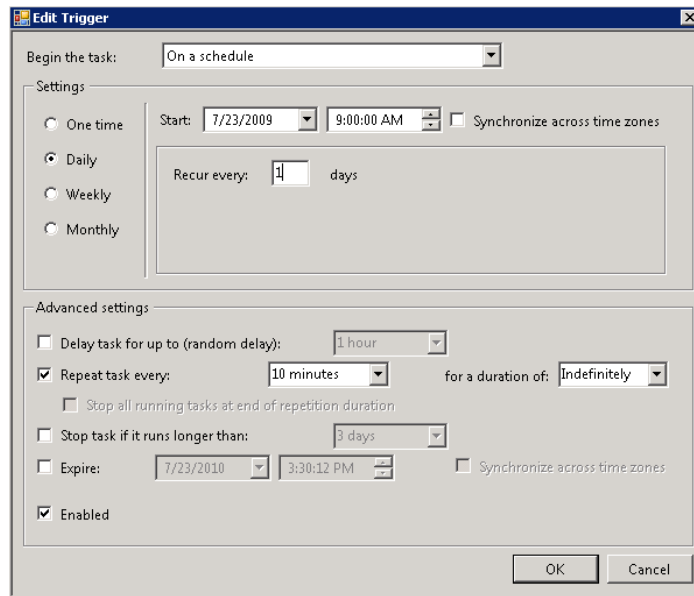 Edit Trigger
Begin the task: On a schedule
Settings
One time
Start: 7/23/2009 9:00:00 AM Synchronize across time zones
Daily
Recur every: 1 days
Weekly
Monthly
Advanced settings
Delay task for up to (random delay): 1 hour
Repeat task every: 10 minutes for a duration of: Indefinitely
Stop all running tasks at end of repetition duration
Stop task if it runs longer than: 3 days
Expire: 7/23/2010 3:30:12 PM Synchronize across time zones
Enabled
OK Cancel